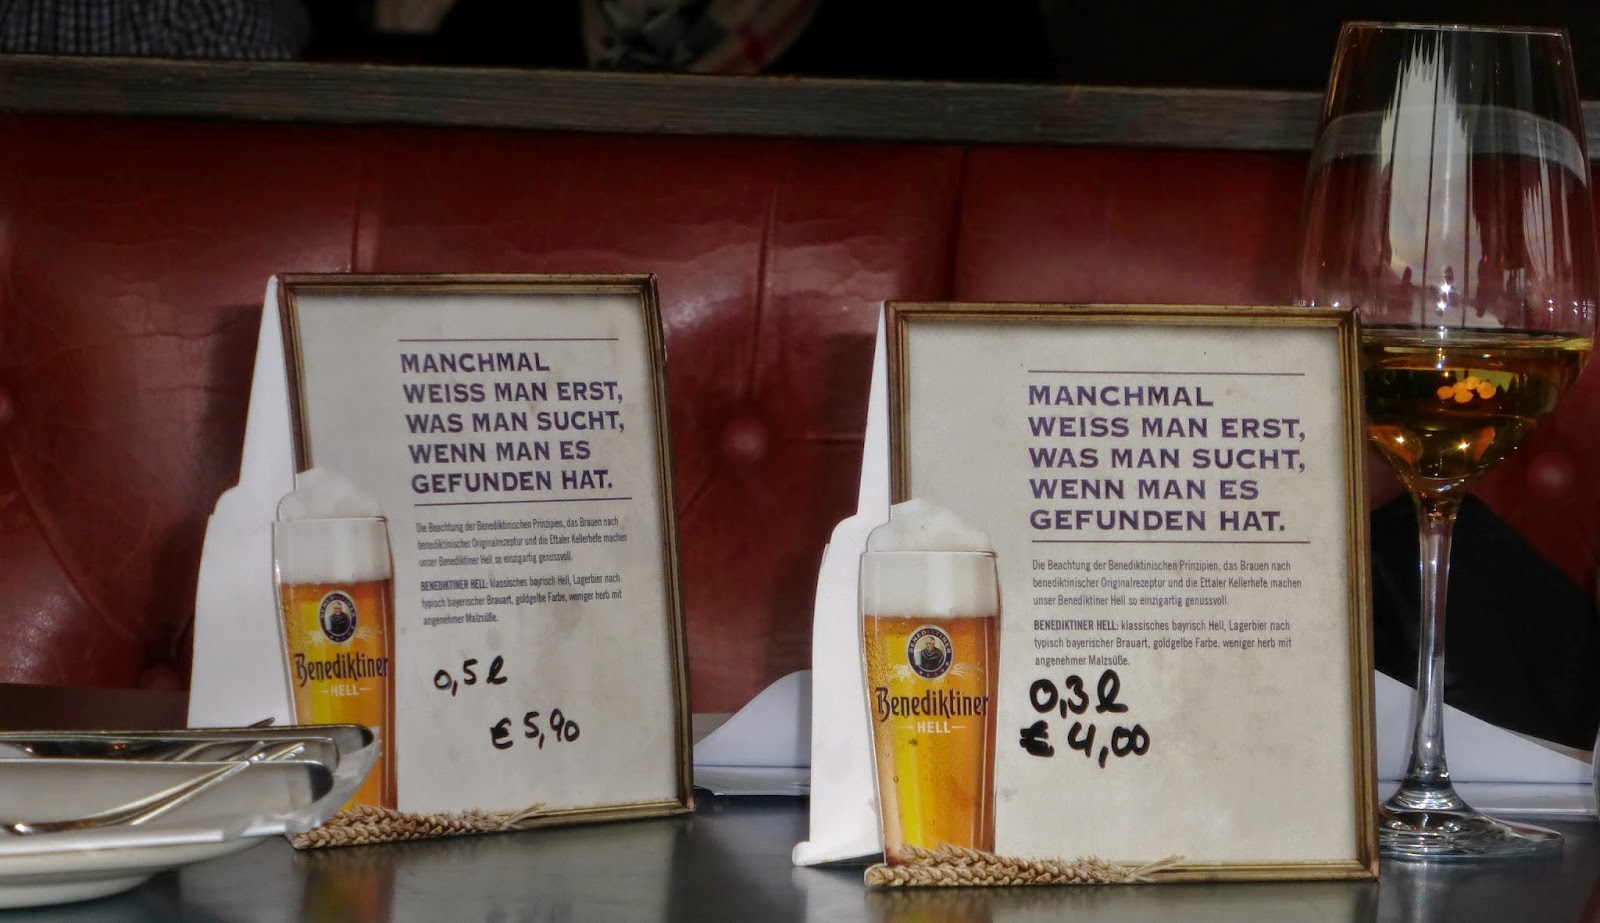 MANCHMAL
WEISS MAN ERST,
WAS MAN SUCHT,
WENN MAN ES
GEFUNDEN HAT.
Die Beachtung der Benediktinischen Prinzipien, das Brauen nach
benediktinischer Originalrezeptur und die Ettaler Kellerhefe machen
unser Benediktiner Hell so einzigartig genussvoll.
BENEDIKTINER HELL: klassisches bayrisch Hell, Lagerbier nach
typisch bayerischer Brauart, goldgelbe Farbe, weniger herb mit
angenehmer Malzsüße.
BENEDIKTINER
Benediktiner
HELL
0,5 l
€ 5,90
MANCHMAL
WEISS MAN ERST,
WAS MAN SUCHT,
WENN MAN ES
GEFUNDEN HAT.
Die Beachtung der Benediktinischen Prinzipien, das Brauen nach
benediktinischer Originalrezeptur und die Ettaler Kellerhefe machen
unser Benediktiner Hell so einzigartig genussvoll.
BENEDIKTINER HELL: klassisches bayrisch Hell, Lagerbier nach
typisch bayerischer Brauart, goldgelbe Farbe, weniger herb mit
angenehmer Malzsüße.
BENEDIKTINER
Benediktiner
HELL
0,3 l
€ 4,00